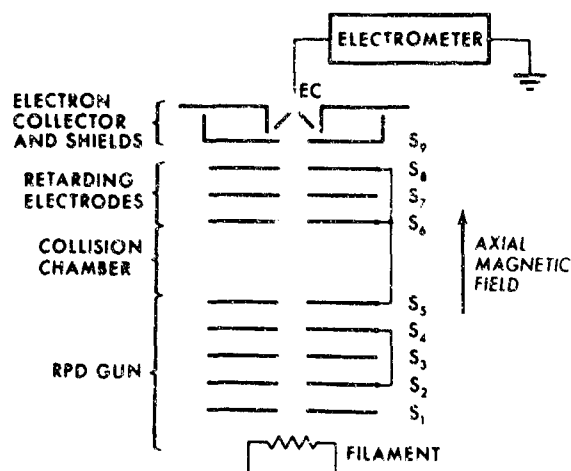 ELECTROMETER
EC
ELECTRON
COLLECTOR
AND SHIELDS
S₉
S₈
RETARDING
ELECTRODES
S₇
S₆
COLLISION
CHAMBER
AXIAL
MAGNETIC
FIELD
S₅
S₄
RPD GUN
S₃
S₂
S₁
FILAMENT